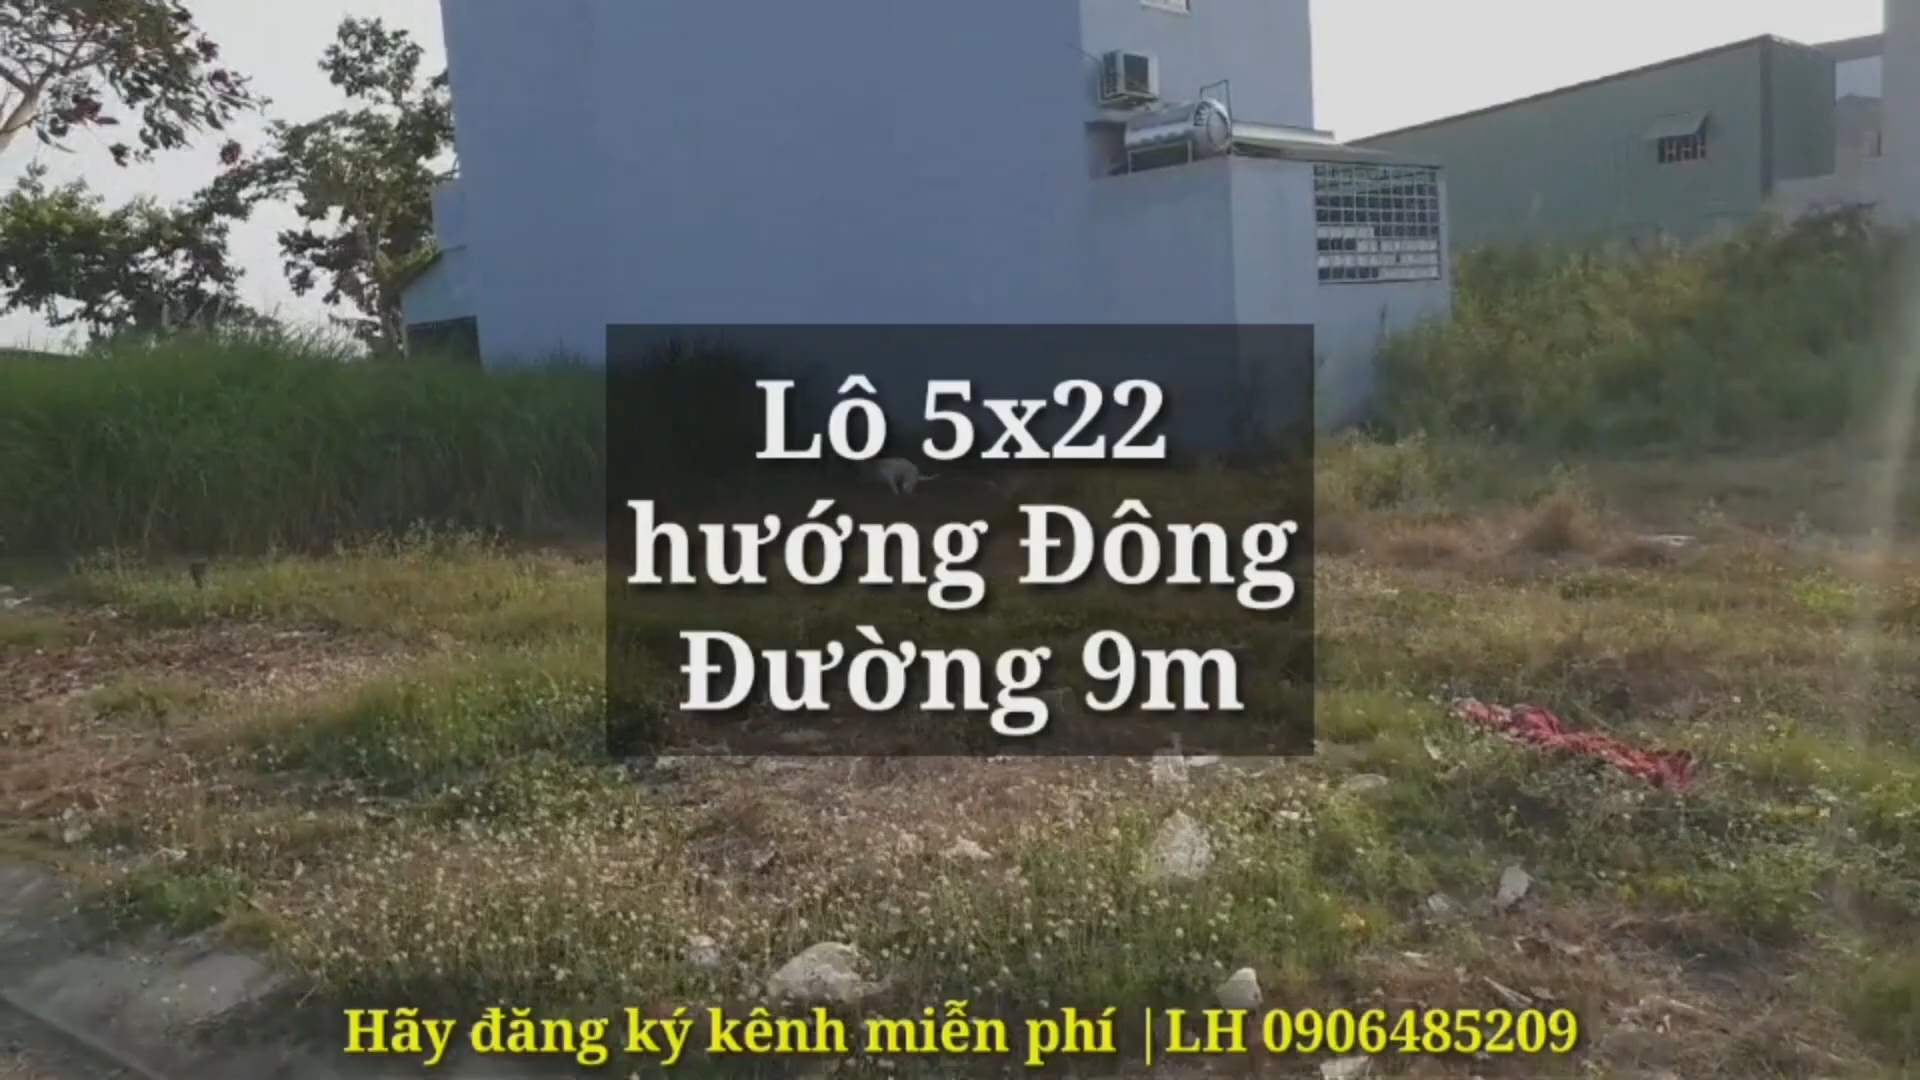 Lô 5x22
hướng Đông
Đường 9m
Hãy đăng ký kênh miễn phí |LH 0906485209